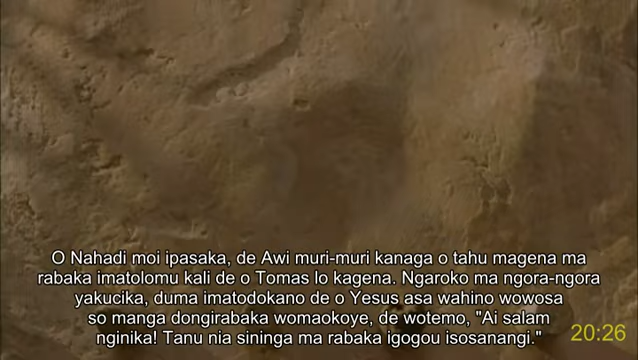 O Nahadi moi ipasaka, de Awi muri-muri kanaga o tahu magena ma
rabaka imatolomu kali de o Tomas lo kagena. Ngaroko ma ngora-ngora
yakucika, duma imatodokano de o Yesus asa wahino wowosa
so manga dongirabaka womaokoye, de wotemo, "Ai salam
nginika! Tanu nia sininga ma rabaka igogou isosanangi."
20:26